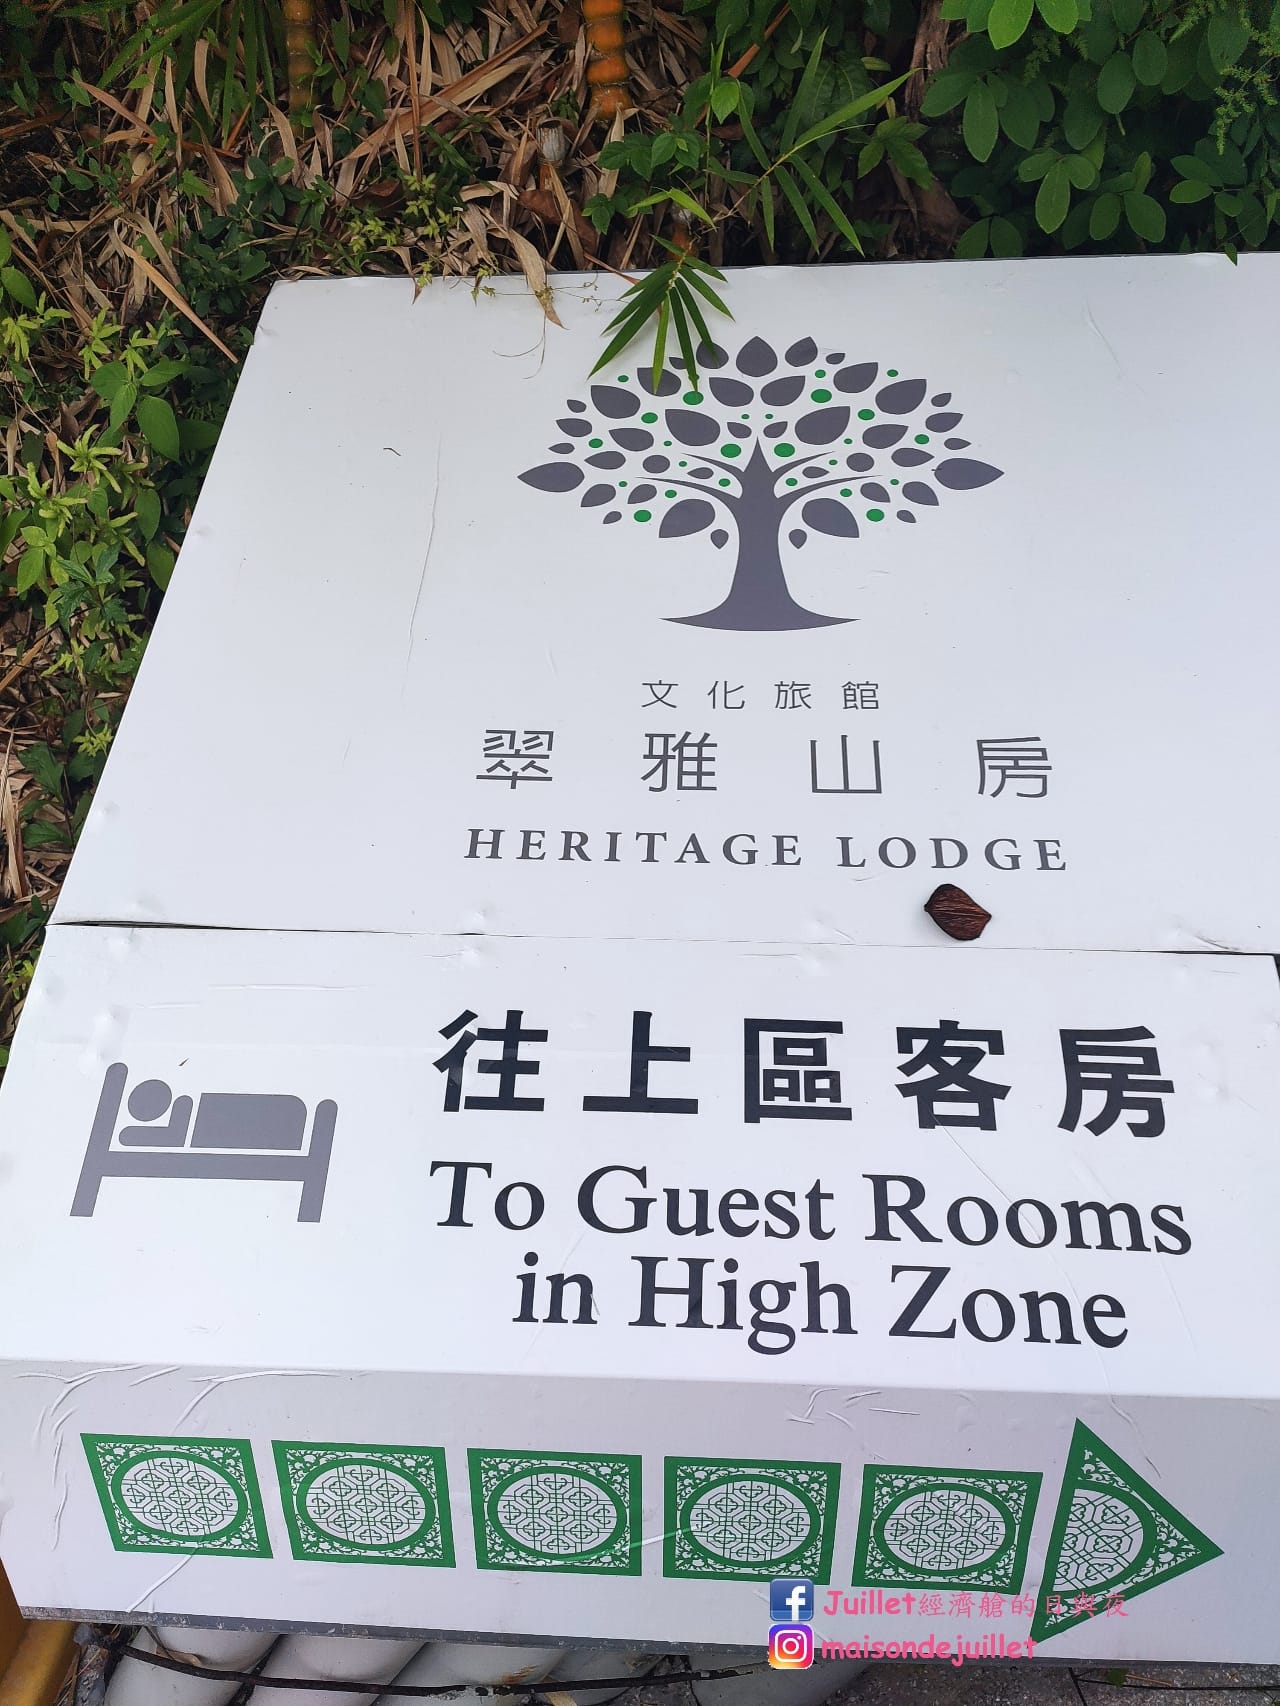 文化旅館
翠雅山房
HERITAGE LODGE
往上區客房
To Guest Rooms
in High Zone
Juillet經濟艙的日與夜
maisondejuillet